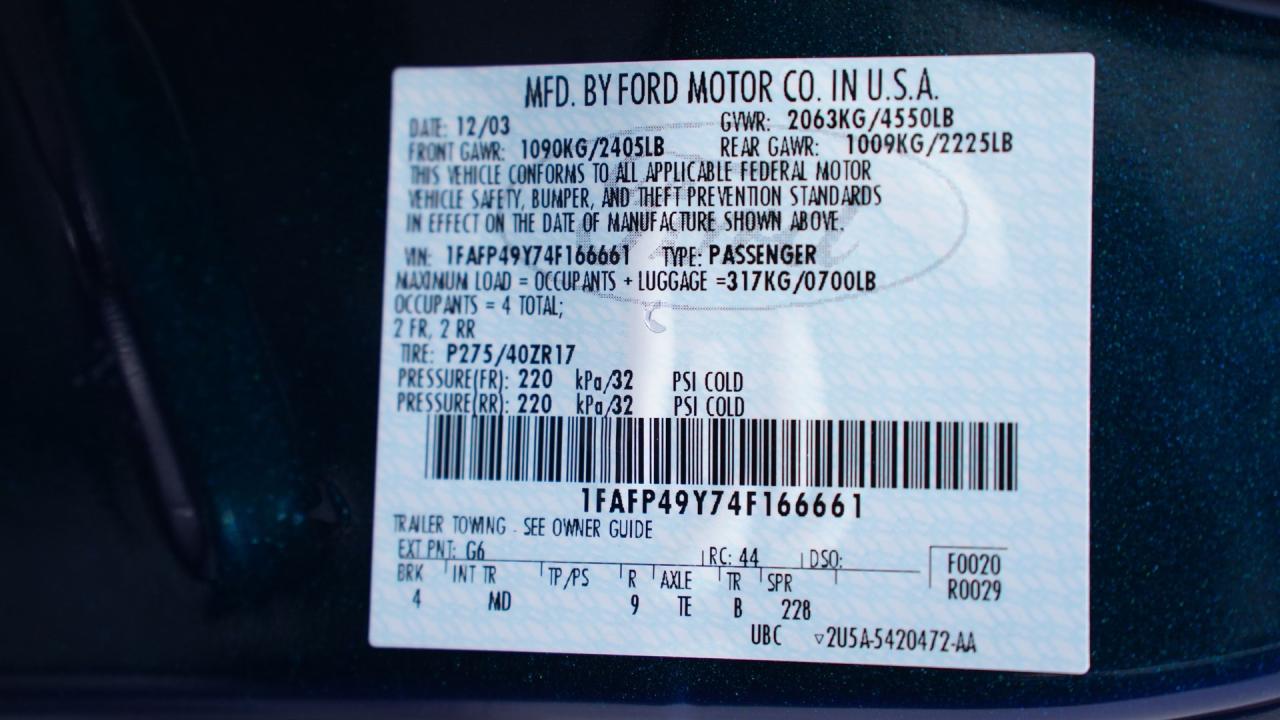 MFD. BY FORD MOTOR CO. IN U.S.A.
DATE: 12/03 GVWR: 2063KG/4550LB
FRONT GAWR: 1090KG/2405LB REAR GAWR: 1009KG/2225LB
THIS VEHICLE CONFORMS TO ALL APPLICABLE FEDERAL MOTOR
VEHICLE SAFETY, BUMPER, AND THEFT PREVENTION STANDARDS
IN EFFECT ON THE DATE OF MANUFACTURE SHOWN ABOVE.
VIN: 1FAFP49Y74F166661 TYPE: PASSENGER
MAXIMUM LOAD = OCCUPANTS + LUGGAGE =317KG/0700LB
OCCUPANTS = 4 TOTAL;
2 FR, 2 RR
TIRE: P275/40ZR17
PRESSURE(FR): 220 kPa/32 PSI COLD
PRESSURE(RR): 220 kPa/32 PSI COLD
1FAFP49Y74F166661
TRAILER TOWING - SEE OWNER GUIDE
EXT PNT: G6 RC: 44 DSO: F0020
BRK INT TR TP/PS R AXLE TR SPR R0029
4 MD 9 TE B 228
UBC ▽2U5A-5420472-AA